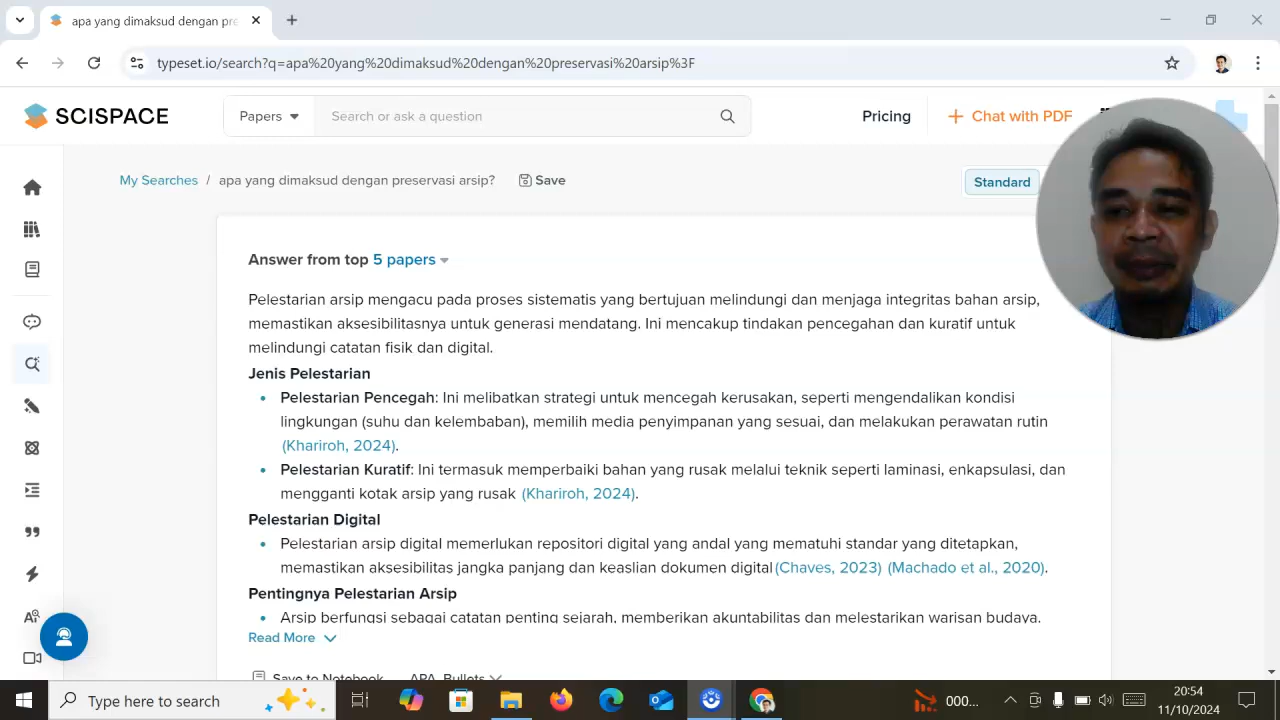 apa yang dimaksud dengan pre
typeset.io/search?q=apa%20yang%20dimaksud%20dengan%20preservasi%20arsip%3F
SCISPACE
Papers
Search or ask a question
Pricing
+ Chat with PDF
My Searches / apa yang dimaksud dengan preservasi arsip?
Save
Standard
Answer from top 5 papers
Pelestarian arsip mengacu pada proses sistematis yang bertujuan melindungi dan menjaga integritas bahan arsip,
memastikan aksesibilitasnya untuk generasi mendatang. Ini mencakup tindakan pencegahan dan kuratif untuk
melindungi catatan fisik dan digital.
Jenis Pelestarian
• Pelestarian Pencegah: Ini melibatkan strategi untuk mencegah kerusakan, seperti mengendalikan kondisi
lingkungan (suhu dan kelembaban), memilih media penyimpanan yang sesuai, dan melakukan perawatan rutin
(Khariroh, 2024).
• Pelestarian Kuratif: Ini termasuk memperbaiki bahan yang rusak melalui teknik seperti laminasi, enkapsulasi, dan
mengganti kotak arsip yang rusak (Khariroh, 2024).
Pelestarian Digital
• Pelestarian arsip digital memerlukan repositori digital yang andal yang mematuhi standar yang ditetapkan,
memastikan aksesibilitas jangka panjang dan keaslian dokumen digital (Chaves, 2023) (Machado et al., 2020).
Pentingnya Pelestarian Arsip
• Arsip berfungsi sebagai catatan penting sejarah, memberikan akuntabilitas dan melestarikan warisan budaya.
Read More
Save to Notebook
APA, Bullets
Type here to search
000...
20:54
11/10/2024